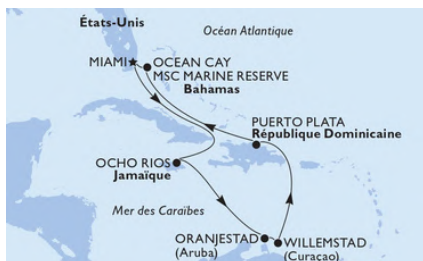 États-Unis
Océan Atlantique
MIAMI
OCEAN CAY
MSC MARINE RESERVE
Bahamas
PUERTO PLATA
République Dominicaine
OCHO RIOS
Jamaïque
Mer des Caraïbes
ORANJESTAD
(Aruba)
WILLEMSTAD
(Curaçao)